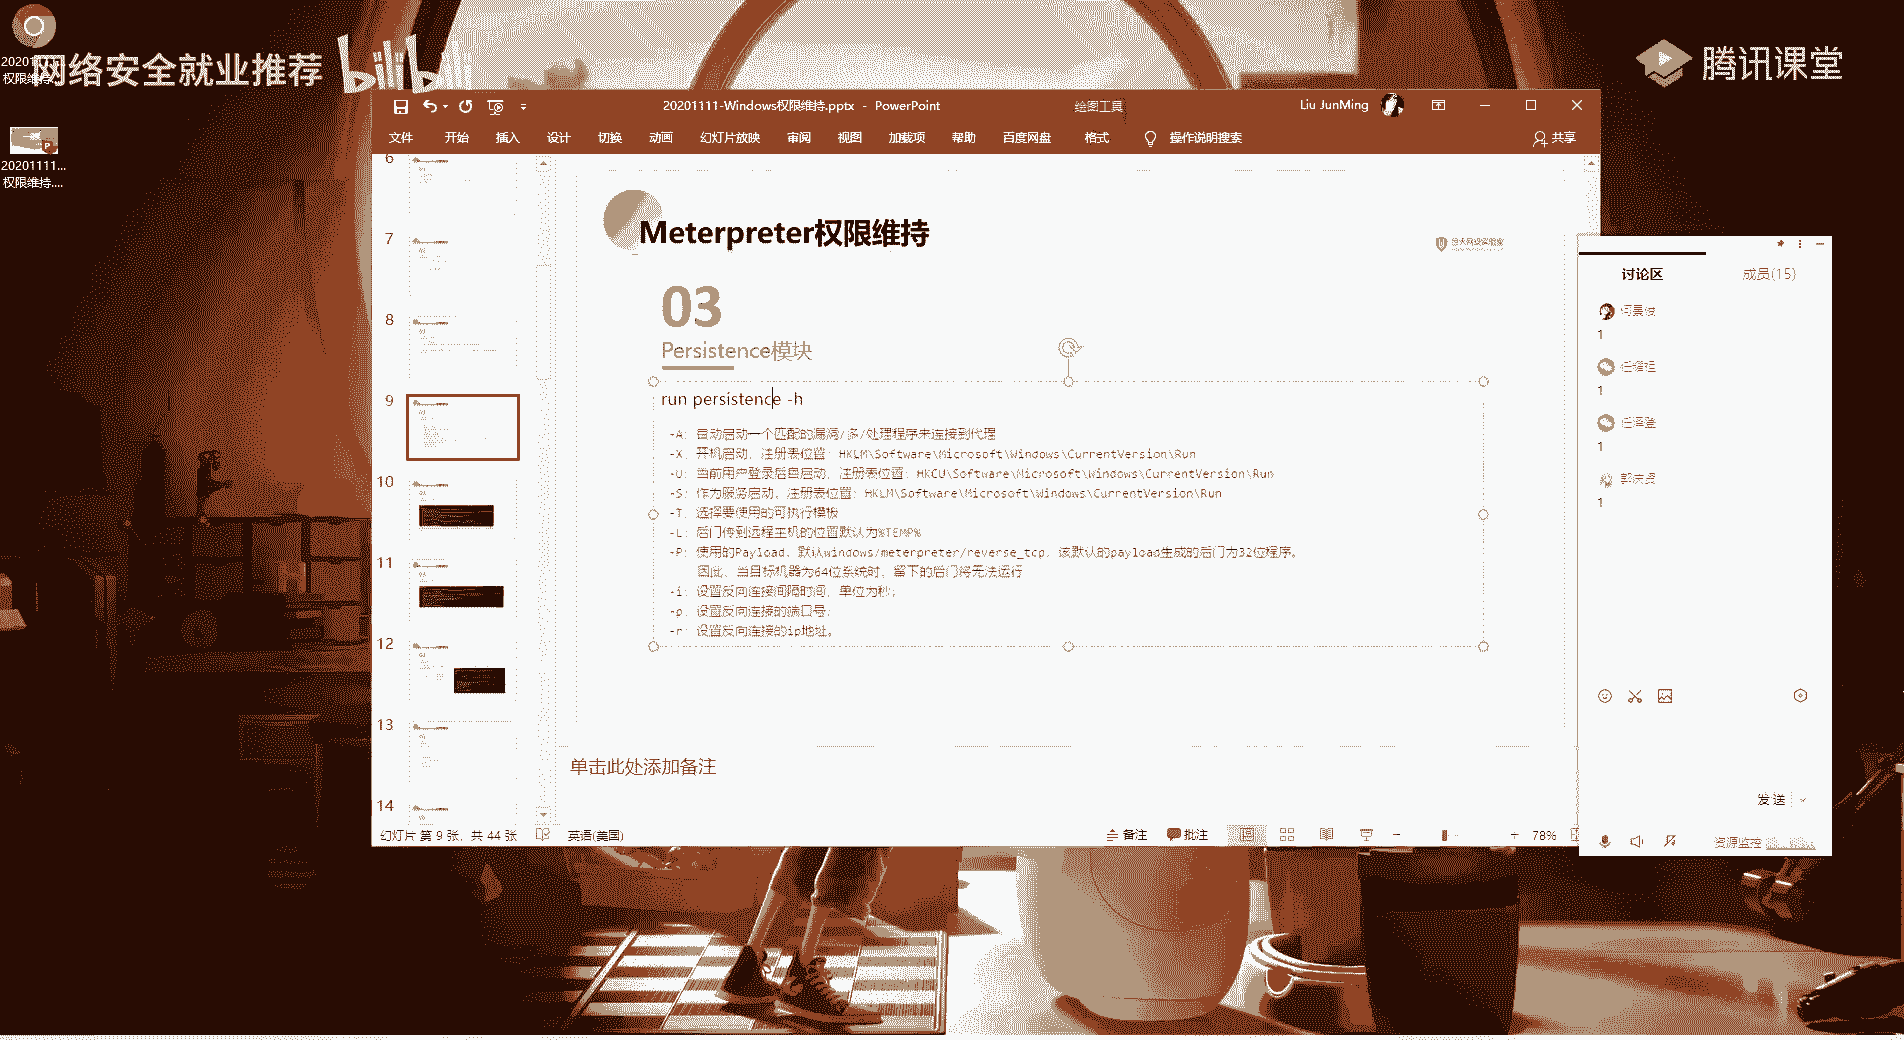 网络安全就业推荐
bilibili
腾讯课堂
2020111...
权限维持....
20201111...
权限维持....
20201111-Windows权限维持.pptx - PowerPoint
绘图工具
Liu JunMing
文件 开始 插入 设计 切换 动画 幻灯片放映 审阅 视图 加载项 帮助 百度网盘 格式 操作说明搜索 共享
6
7
8
9
10
11
12
13
14
Meterpreter权限维持
03
Persistence模块
run persistence -h
-A: 自动启动一个匹配的漏洞/多/处理程序来连接到代理
-X: 开机启动，注册表位置：HKLM\Software\Microsoft\Windows\CurrentVersion\Run
-U: 当前用户登录后自启动，注册表位置：HKCU\Software\Microsoft\Windows\CurrentVersion\Run
-S: 作为服务启动，注册表位置：HKLM\Software\Microsoft\Windows\CurrentVersion\Run
-T: 选择要使用的可执行模板
-L: 后门传到远程主机的位置默认为%TEMP%
-P: 使用的Payload，默认windows/meterpreter/reverse_tcp，该默认的payload生成的后门为32位程序。
因此，当目标机器为64位系统时，留下的后门将无法运行
-i: 设置反向连接间隔时间，单位为秒；
-p: 设置反向连接的端口号；
-r: 设置反向连接的ip地址。
单击此处添加备注
幻灯片 第 9 张，共 44 张 英语(美国) 备注 批注 78%
讨论区 成员(15)
1
1
1
1
发送
资源监控